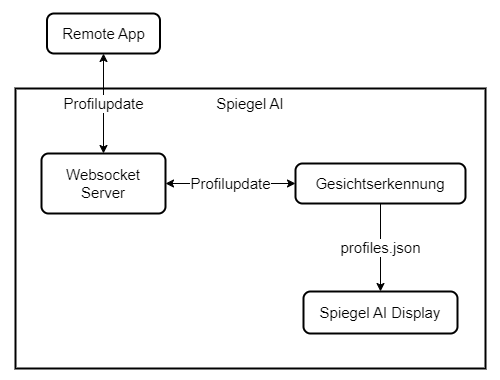 Remote App
Profilupdate
Spiegel AI
Websocket
Server
Profilupdate
Gesichtserkennung
profiles.json
Spiegel AI Display